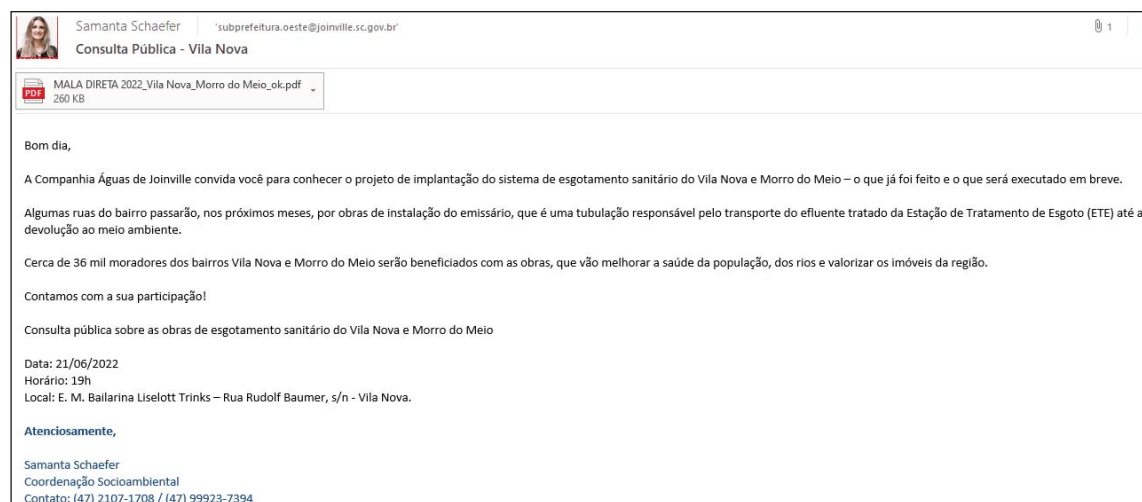 Samanta Schaefer 'subprefeitura.oeste@joinville.sc.gov.br' 1
Consulta Pública - Vila Nova
PDF MALA DIRETA 2022_Vila Nova_Morro do Meio_ok.pdf
260 KB
Bom dia,
A Companhia Águas de Joinville convida você para conhecer o projeto de implantação do sistema de esgotamento sanitário do Vila Nova e Morro do Meio – o que já foi feito e o que será executado em breve.
Algumas ruas do bairro passarão, nos próximos meses, por obras de instalação do emissário, que é uma tubulação responsável pelo transporte do efluente tratado da Estação de Tratamento de Esgoto (ETE) até a
devolução ao meio ambiente.
Cerca de 36 mil moradores dos bairros Vila Nova e Morro do Meio serão beneficiados com as obras, que vão melhorar a saúde da população, dos rios e valorizar os imóveis da região.
Contamos com a sua participação!
Consulta pública sobre as obras de esgotamento sanitário do Vila Nova e Morro do Meio
Data: 21/06/2022
Horário: 19h
Local: E. M. Bailarina Liselott Trinks – Rua Rudolf Baumer, s/n - Vila Nova.
Atenciosamente,
Samanta Schaefer
Coordenação Socioambiental
Contato: (47) 2107-1708 / (47) 99923-7394